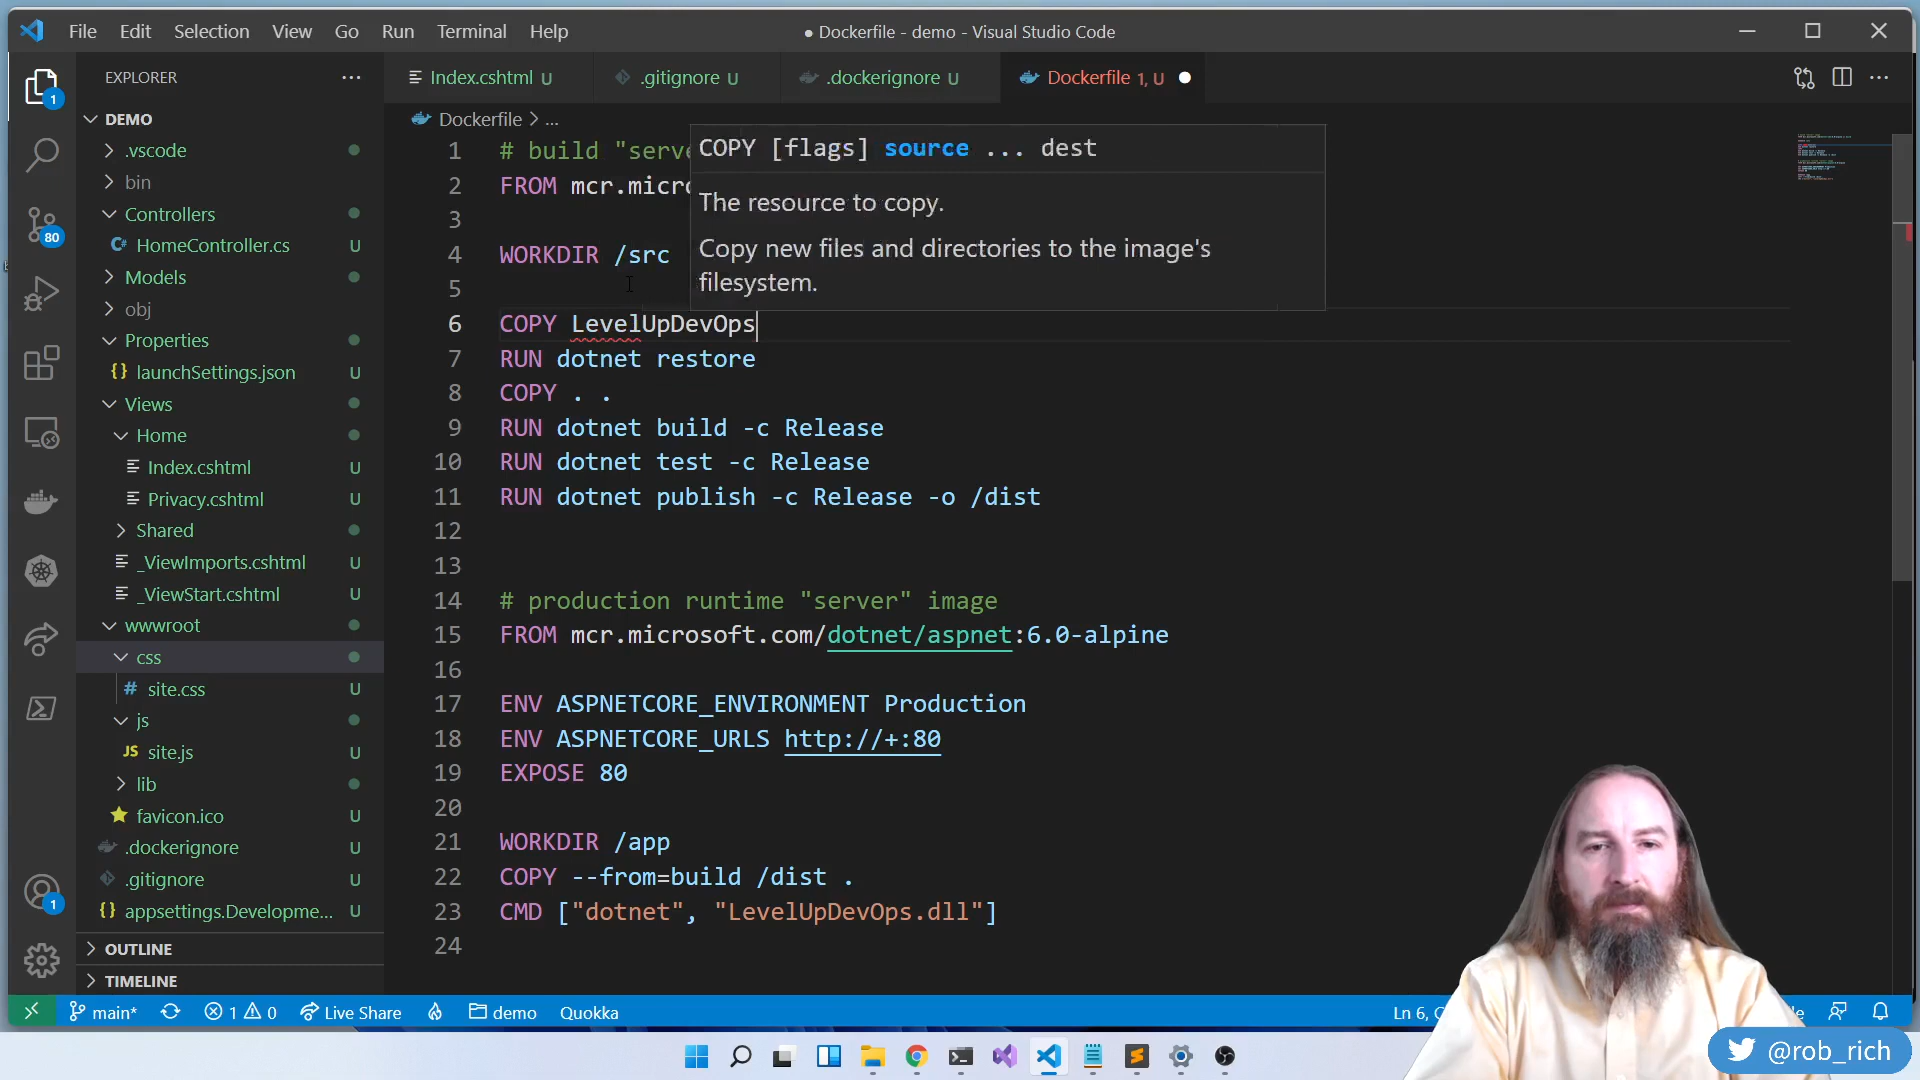 File Edit Selection View Go Run Terminal Help
● Dockerfile - demo - Visual Studio Code
EXPLORER
Index.cshtml U
.gitignore U
.dockerignore U
Dockerfile 1, U
DEMO
.vscode
bin
Controllers
HomeController.cs U
Models
obj
Properties
launchSettings.json U
Views
Home
Index.cshtml U
Privacy.cshtml U
Shared
_ViewImports.cshtml U
_ViewStart.cshtml U
wwwroot
css
site.css U
js
site.js U
lib
favicon.ico U
.dockerignore U
.gitignore U
appsettings.Developme... U
OUTLINE
TIMELINE
1
80
1
Dockerfile > ...
1 # build "serve
2 FROM mcr.micro
3
4 WORKDIR /src
5
6 COPY LevelUpDevOps
7 RUN dotnet restore
8 COPY . .
9 RUN dotnet build -c Release
10 RUN dotnet test -c Release
11 RUN dotnet publish -c Release -o /dist
12
13
14 # production runtime "server" image
15 FROM mcr.microsoft.com/dotnet/aspnet:6.0-alpine
16
17 ENV ASPNETCORE_ENVIRONMENT Production
18 ENV ASPNETCORE_URLS http://+:80
19 EXPOSE 80
20
21 WORKDIR /app
22 COPY --from=build /dist .
23 CMD ["dotnet", "LevelUpDevOps.dll"]
24
COPY [flags] source ... dest
The resource to copy.
Copy new files and directories to the image's
filesystem.
main* 1 0 Live Share demo Quokka
Ln 6,
@rob_rich